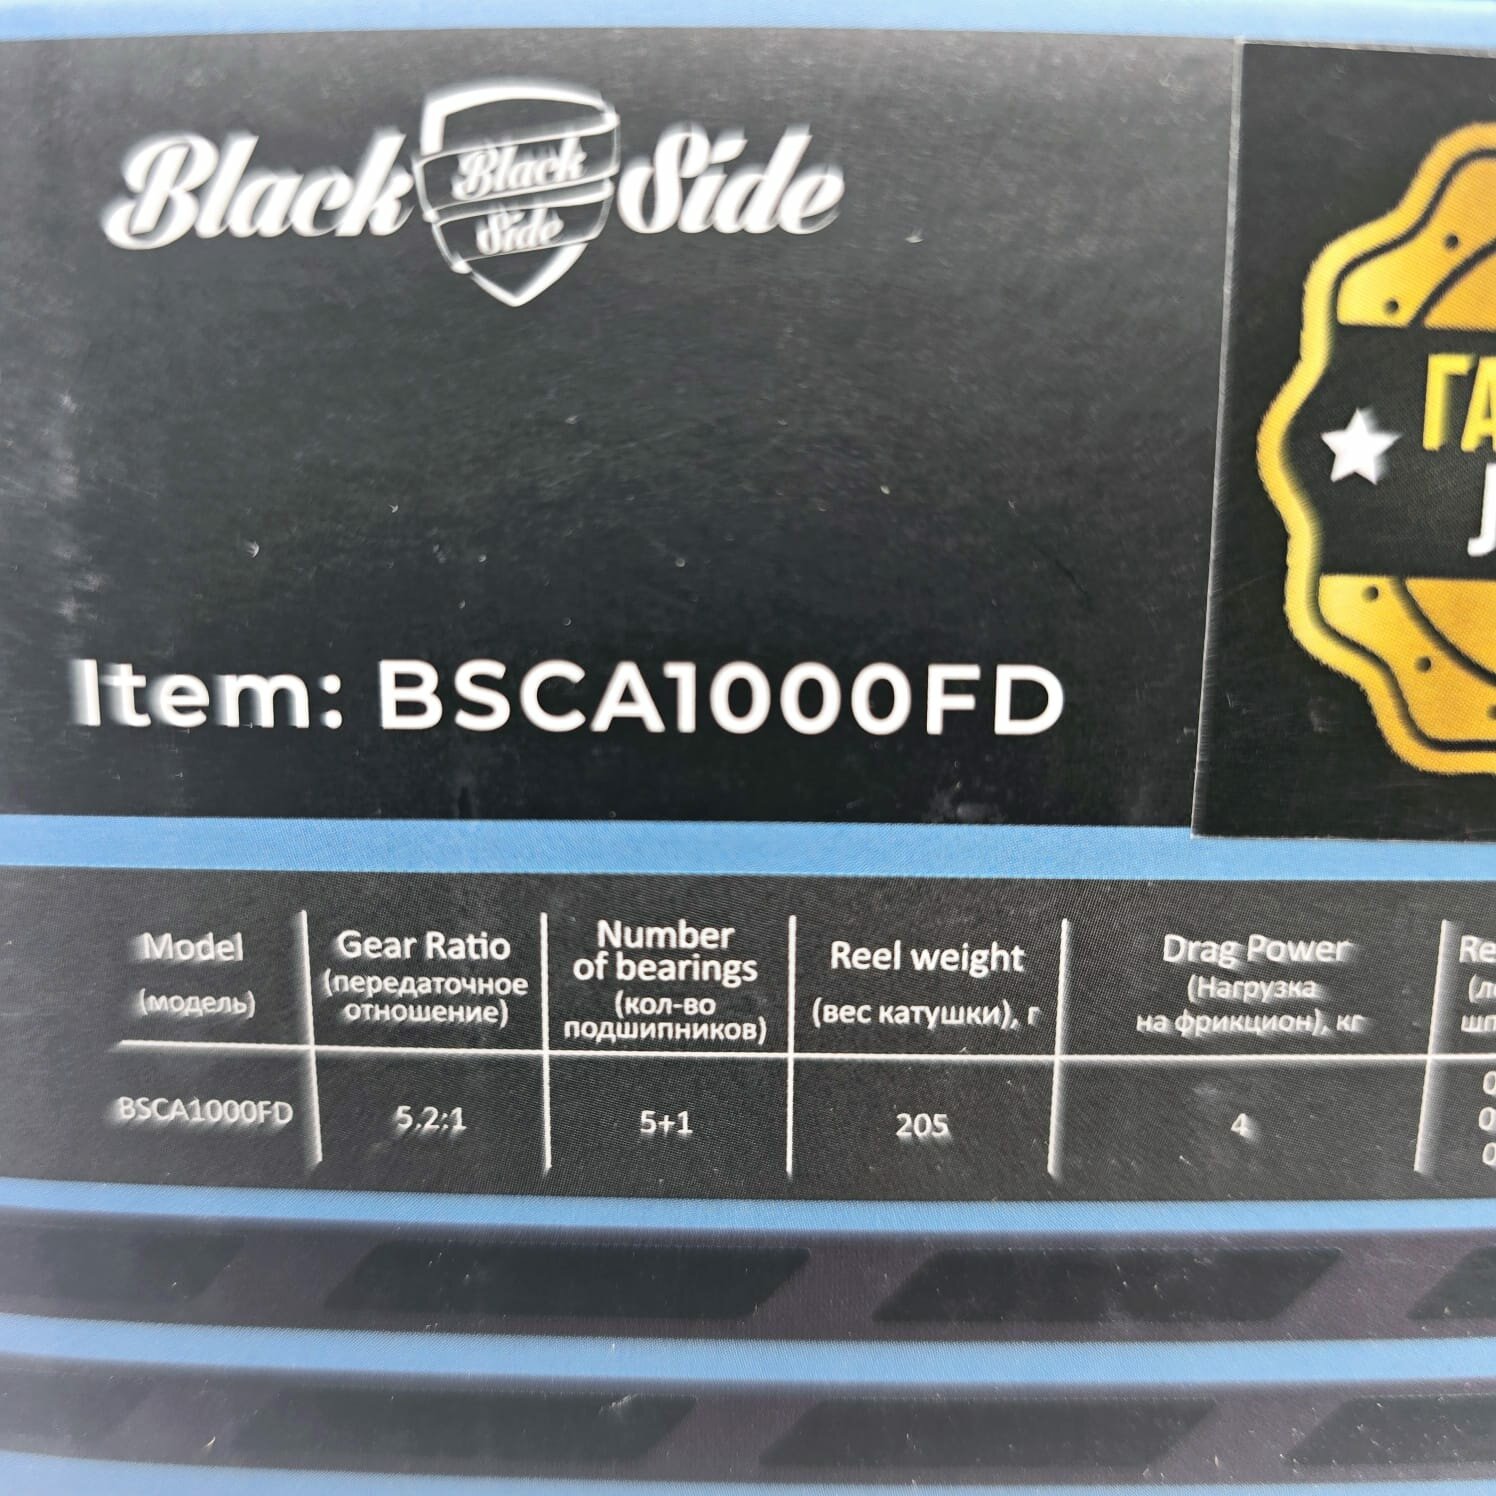 Black Side
Black
Side
Item: BSCA1000FD
Model
(модель)
Gear Ratio
(передаточное
отношение)
Number
of bearings
(кол-во
подшипников)
Reel weight
(вес катушки), г
Drag Power
(Нагрузка
на фрикцион), кг
BSCA1000FD
5.2:1
5+1
205
4